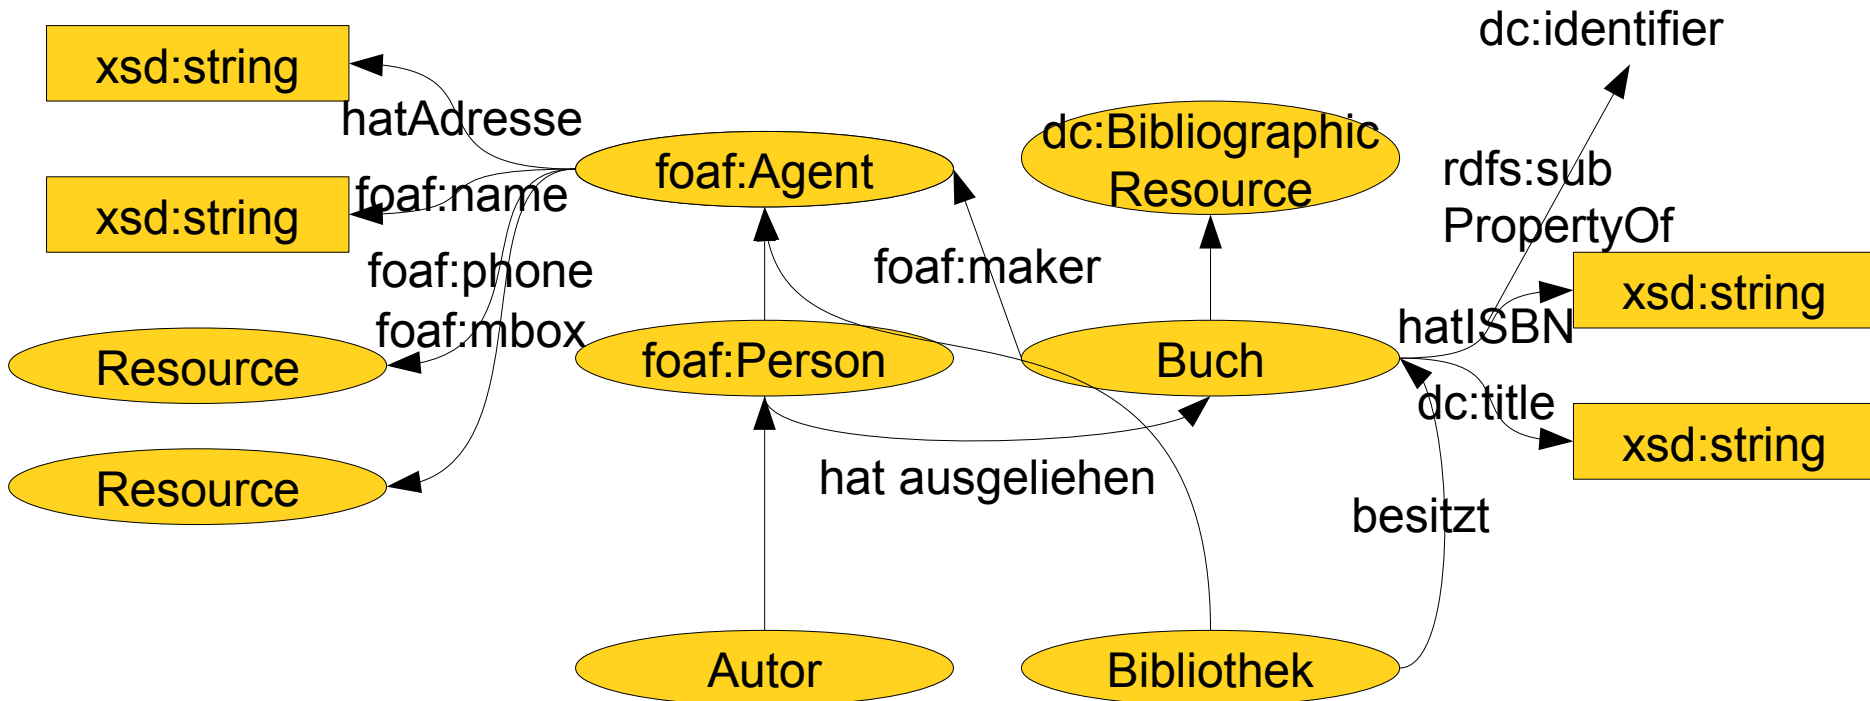 dc:identifier
xsd:string
hatAdresse
dc:Bibliographic
Resource
foaf:Agent
rdfs:sub
PropertyOf
xsd:string
foaf:name
foaf:phone
foaf:maker
xsd:string
foaf:mbox
hatISBN
Resource
foaf:Person
Buch
dc:title
xsd:string
Resource
hat ausgeliehen
besitzt
Autor
Bibliothek